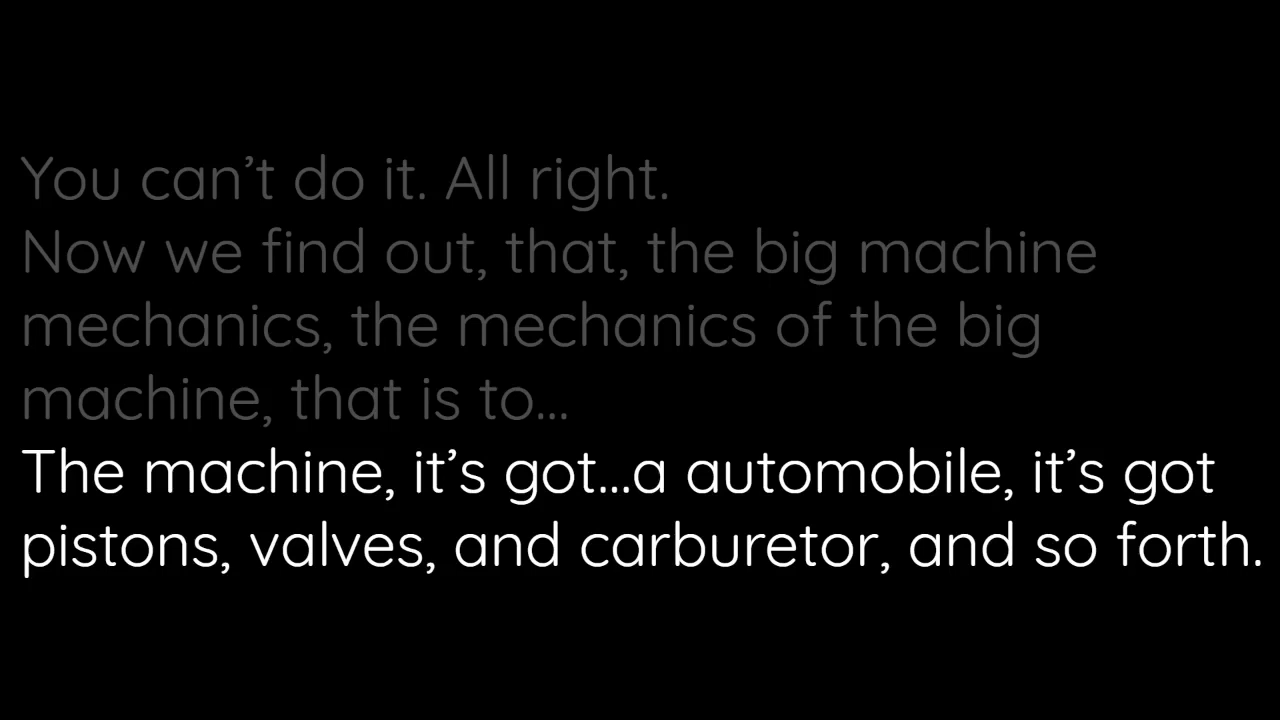 You can’t do it. All right.
Now we find out, that, the big machine
mechanics, the mechanics of the big
machine, that is to...
The machine, it’s got...a automobile, it’s got
pistons, valves, and carburetor, and so forth.